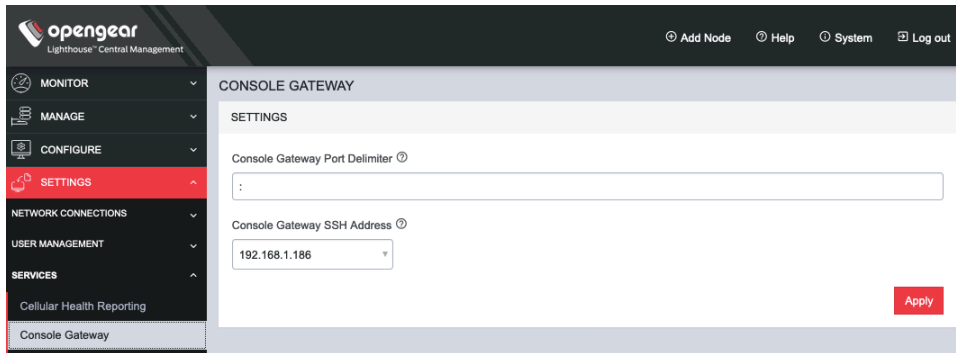 opengear
Lighthouse™ Central Management
Add Node
Help
System
Log out
MONITOR
MANAGE
CONFIGURE
SETTINGS
NETWORK CONNECTIONS
USER MANAGEMENT
SERVICES
Cellular Health Reporting
Console Gateway
CONSOLE GATEWAY
SETTINGS
Console Gateway Port Delimiter
:
Console Gateway SSH Address
192.168.1.186
Apply